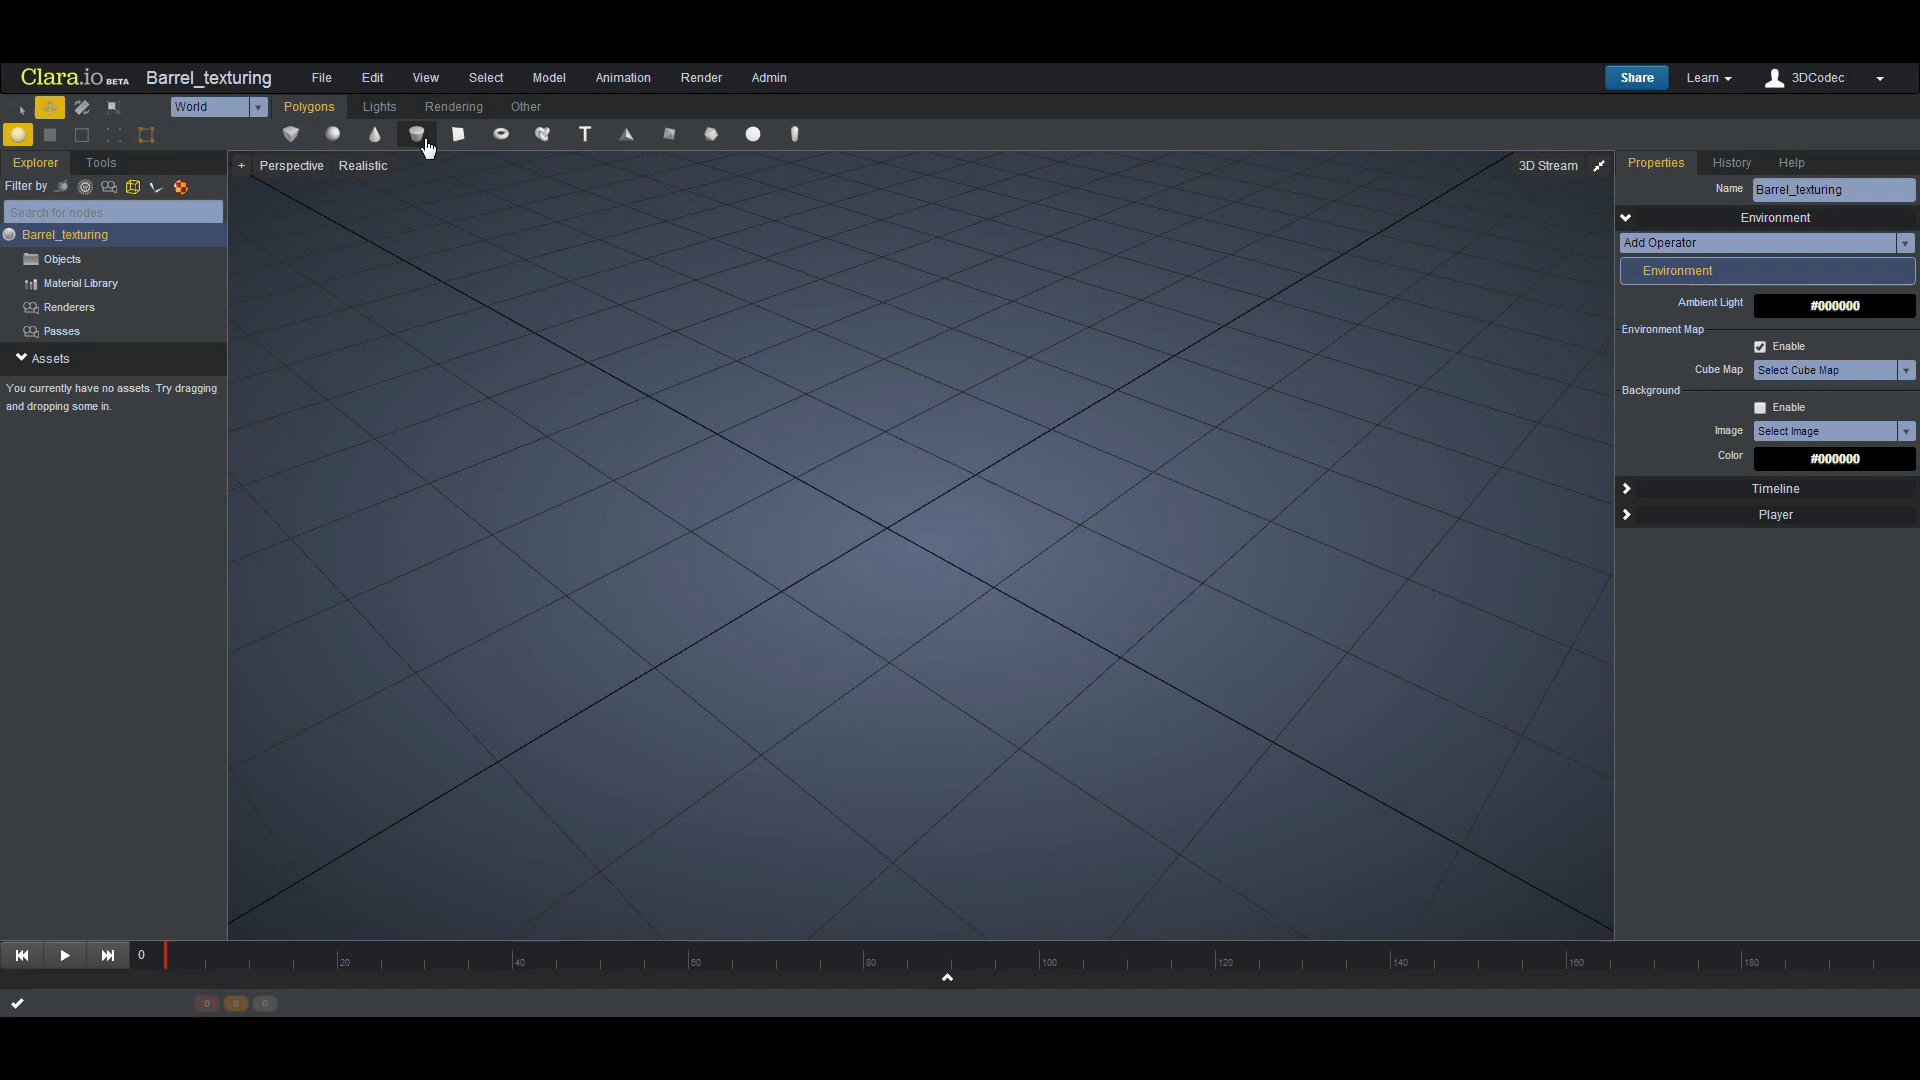 Clara.io BETA Barrel_texturing File Edit View Select Model Animation Render Admin Share Learn 3DCodec
World Polygons Lights Rendering Other
Explorer Tools
+ Perspective Realistic 3D Stream
Properties History Help
Filter by
Search for nodes
Barrel_texturing
Objects
Material Library
Renderers
Passes
Assets
You currently have no assets. Try dragging
and dropping some in.
Name Barrel_texturing
Environment
Add Operator
Environment
Ambient Light #000000
Environment Map
Enable
Cube Map Select Cube Map
Background
Enable
Image Select Image
Color #000000
Timeline
Player
0 20 40 60 80 100 120 140 160 180
0 0 0